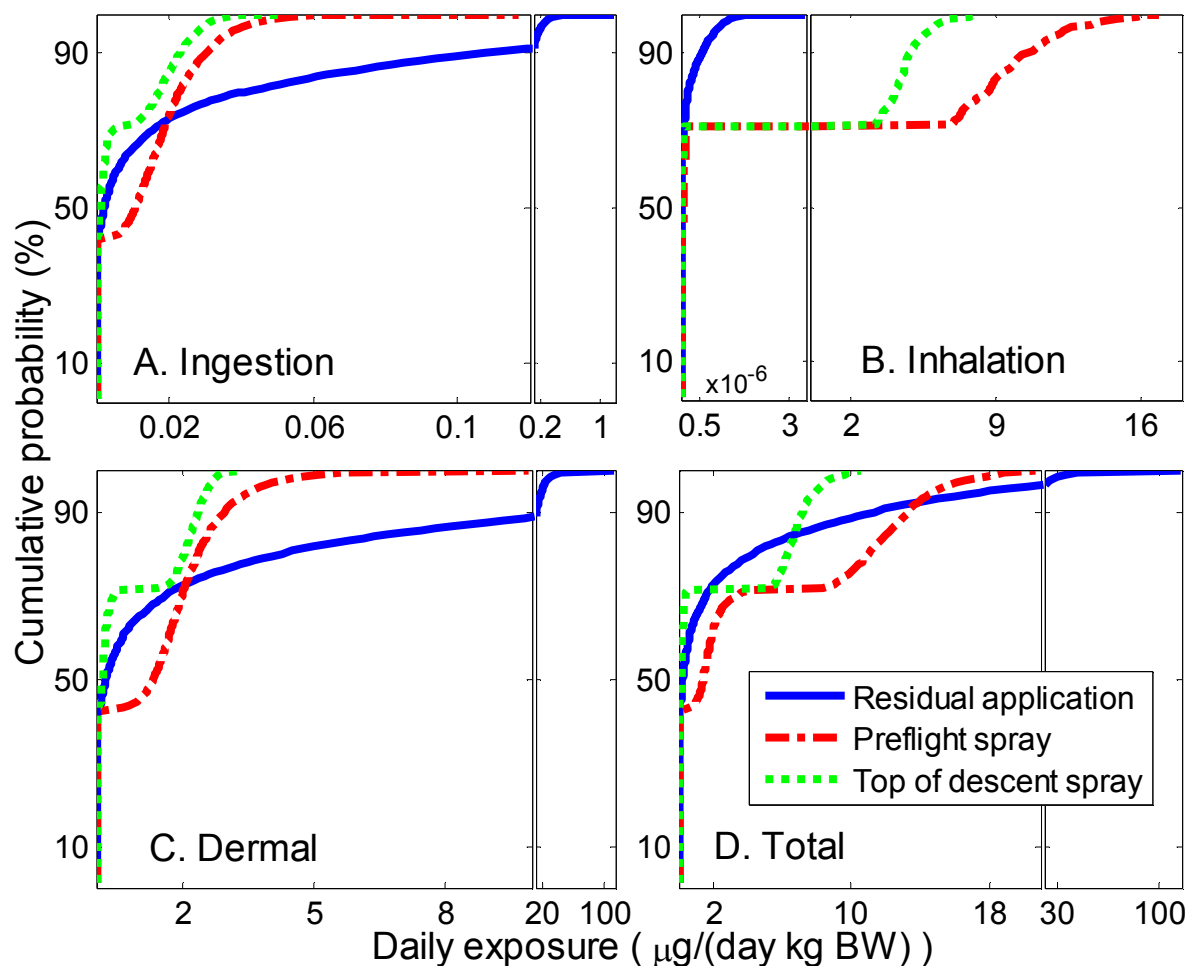 90
50
10
A. Ingestion
0.02 0.06 0.1 0.2 1
90
50
10
x10-6
B. Inhalation
0.5 3 2 9 16
Cumulative probability (%)
90
50
10
C. Dermal
2 5 8 20 100
90
50
10
Residual application
Preflight spray
Top of descent spray
D. Total
2 10 18 30 100
Daily exposure ( μg/(day kg BW) )